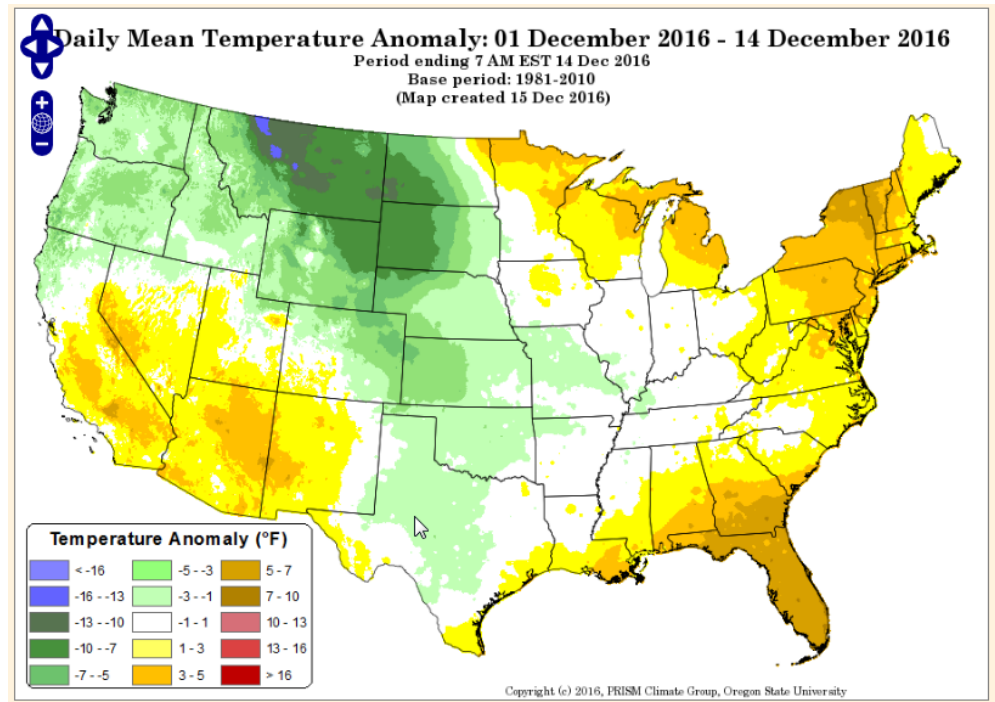 Daily Mean Temperature Anomaly: 01 December 2016 - 14 December 2016
Period ending 7 AM EST 14 Dec 2016
Base period: 1981-2010
(Map created 15 Dec 2016)
Temperature Anomaly (°F)
< -16
-16 - -13
-13 - -10
-10 - -7
-7 - -5
-5 - -3
-3 - -1
-1 - 1
1 - 3
3 - 5
5 - 7
7 - 10
10 - 13
13 - 16
> 16
Copyright (c) 2016, PRISM Climate Group, Oregon State University